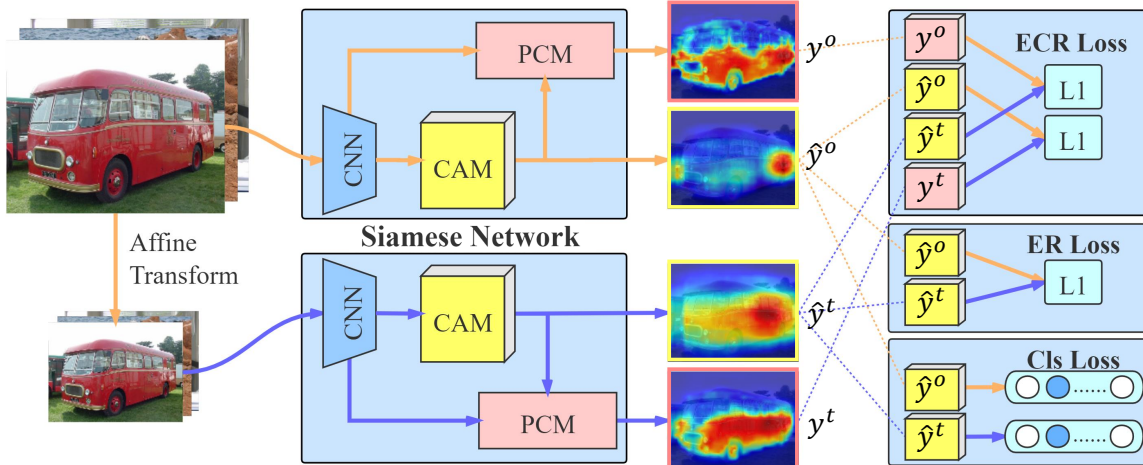 PCM
CNN
CAM
Siamese Network
Affine
Transform
CNN
CAM
PCM
y^o
ŷ^o
ŷ^t
y^t
ECR Loss
y^o
ŷ^o
ŷ^t
y^t
L1
L1
ER Loss
ŷ^o
ŷ^t
L1
Cls Loss
ŷ^o
ŷ^t
......
......